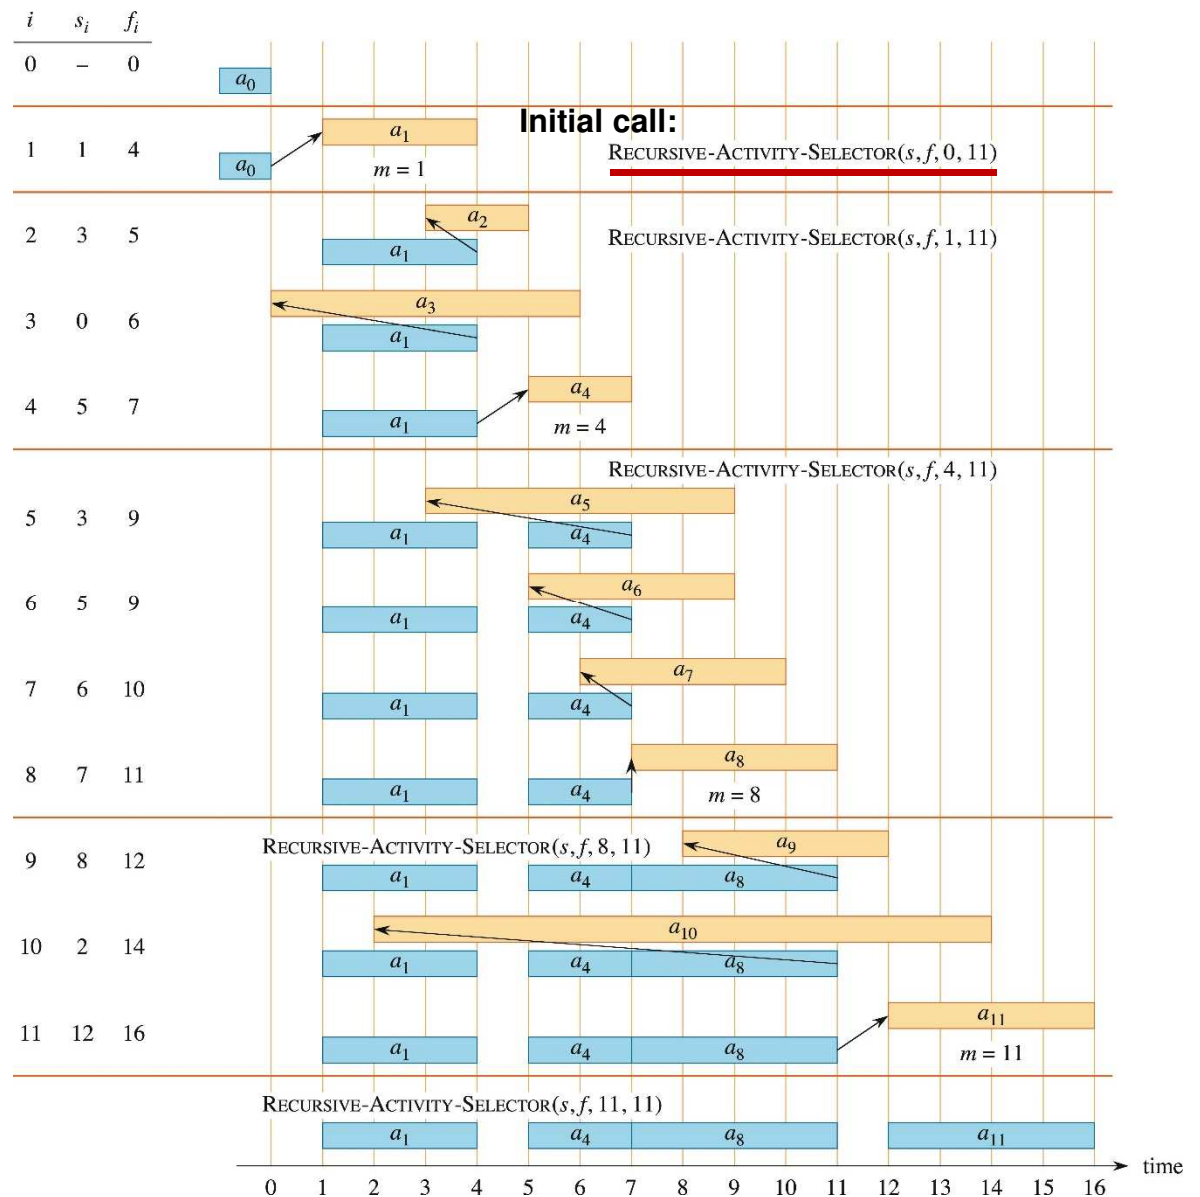 i s_i f_i
0 – 0
a_0
Initial call:
1 1 4
a_1
RECURSIVE-ACTIVITY-SELECTOR(s, f, 0, 11)
a_0
m = 1
2 3 5
a_2
RECURSIVE-ACTIVITY-SELECTOR(s, f, 1, 11)
a_1
3 0 6
a_3
a_1
4 5 7
a_4
a_1
m = 4
RECURSIVE-ACTIVITY-SELECTOR(s, f, 4, 11)
5 3 9
a_5
a_1 a_4
6 5 9
a_6
a_1 a_4
7 6 10
a_7
a_1 a_4
8 7 11
a_8
a_1 a_4
m = 8
9 8 12
RECURSIVE-ACTIVITY-SELECTOR(s, f, 8, 11)
a_9
a_1 a_4 a_8
10 2 14
a_10
a_1 a_4 a_8
11 12 16
a_11
a_1 a_4 a_8
m = 11
RECURSIVE-ACTIVITY-SELECTOR(s, f, 11, 11)
a_1 a_4 a_8 a_11
time
0 1 2 3 4 5 6 7 8 9 10 11 12 13 14 15 16